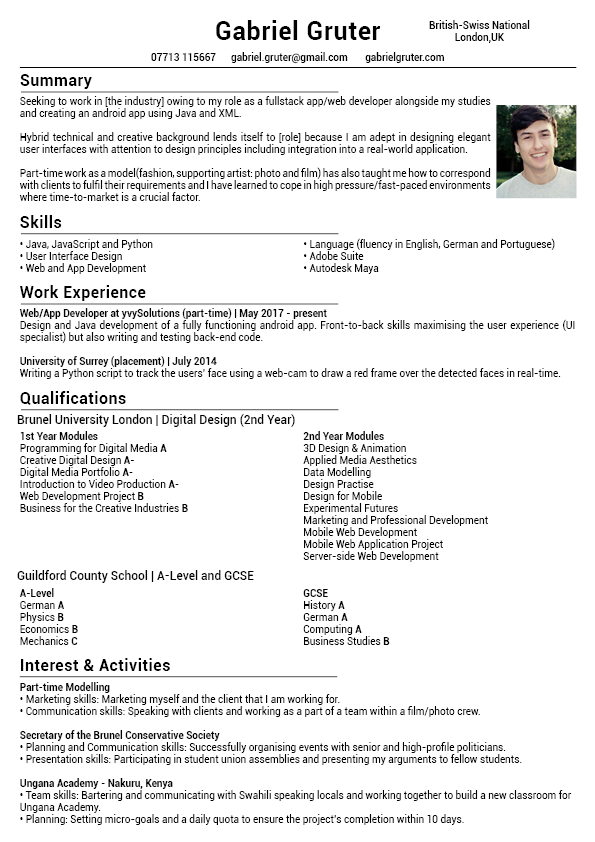 Gabriel Gruter
British-Swiss National
London,UK
07713 115667 gabriel.gruter@gmail.com gabrielgruter.com
Summary
Seeking to work in [the industry] owing to my role as a fullstack app/web developer alongside my studies
and creating an android app using Java and XML.
Hybrid technical and creative background lends itself to [role] because I am adept in designing elegant
user interfaces with attention to design principles including integration into a real-world application.
Part-time work as a model(fashion, supporting artist: photo and film) has also taught me how to correspond
with clients to fulfil their requirements and I have learned to cope in high pressure/fast-paced environments
where time-to-market is a crucial factor.
Skills
• Java, JavaScript and Python
• User Interface Design
• Web and App Development
• Language (fluency in English, German and Portuguese)
• Adobe Suite
• Autodesk Maya
Work Experience
Web/App Developer at yvySolutions (part-time) | May 2017 - present
Design and Java development of a fully functioning android app. Front-to-back skills maximising the user experience (UI
specialist) but also writing and testing back-end code.
University of Surrey (placement) | July 2014
Writing a Python script to track the users' face using a web-cam to draw a red frame over the detected faces in real-time.
Qualifications
Brunel University London | Digital Design (2nd Year)
1st Year Modules
Programming for Digital Media A
Creative Digital Design A-
Digital Media Portfolio A-
Introduction to Video Production A-
Web Development Project B
Business for the Creative Industries B
2nd Year Modules
3D Design & Animation
Applied Media Aesthetics
Data Modelling
Design Practise
Design for Mobile
Experimental Futures
Marketing and Professional Development
Mobile Web Development
Mobile Web Application Project
Server-side Web Development
Guildford County School | A-Level and GCSE
A-Level
German A
Physics B
Economics B
Mechanics C
GCSE
History A
German A
Computing A
Business Studies B
Interest & Activities
Part-time Modelling
• Marketing skills: Marketing myself and the client that I am working for.
• Communication skills: Speaking with clients and working as a part of a team within a film/photo crew.
Secretary of the Brunel Conservative Society
• Planning and Communication skills: Successfully organising events with senior and high-profile politicians.
• Presentation skills: Participating in student union assemblies and presenting my arguments to fellow students.
Ungana Academy - Nakuru, Kenya
• Team skills: Bartering and communicating with Swahili speaking locals and working together to build a new classroom for
Ungana Academy.
• Planning: Setting micro-goals and a daily quota to ensure the project's completion within 10 days.